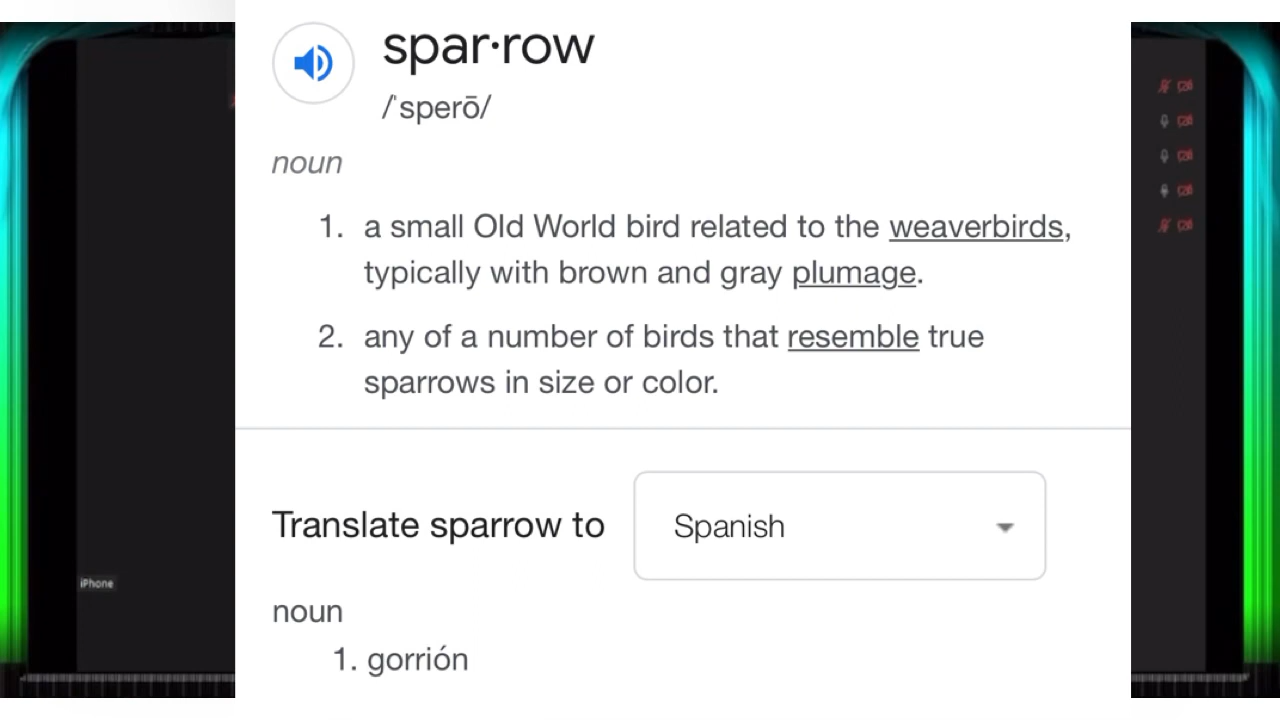 spar·row
/ˈsperō/
noun
1. a small Old World bird related to the weaverbirds,
typically with brown and gray plumage.
2. any of a number of birds that resemble true
sparrows in size or color.
Translate sparrow to Spanish
iPhone
noun
1. gorrión